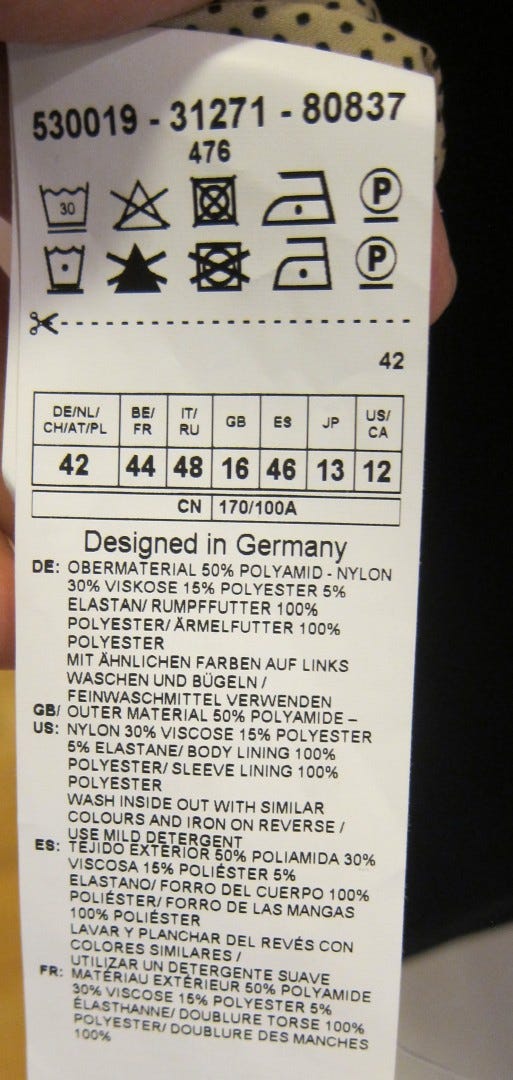 530019 - 31271 - 80837
476
30 P
P
42
DE/NL/ CH/AT/PL BE/ FR IT/ RU GB ES JP US/ CA
42 44 48 16 46 13 12
CN 170/100A
Designed in Germany
DE: OBERMATERIAL 50% POLYAMID - NYLON
30% VISKOSE 15% POLYESTER 5%
ELASTAN/ RUMPFFUTTER 100%
POLYESTER/ ÄRMELFUTTER 100%
POLYESTER
MIT ÄHNLICHEN FARBEN AUF LINKS
WASCHEN UND BÜGELN /
FEINWASCHMITTEL VERWENDEN
GB/ OUTER MATERIAL 50% POLYAMIDE –
US: NYLON 30% VISCOSE 15% POLYESTER
5% ELASTANE/ BODY LINING 100%
POLYESTER/ SLEEVE LINING 100%
POLYESTER
WASH INSIDE OUT WITH SIMILAR
COLOURS AND IRON ON REVERSE /
USE MILD DETERGENT
ES: TEJIDO EXTERIOR 50% POLIAMIDA 30%
VISCOSA 15% POLIÉSTER 5%
ELASTANO/ FORRO DEL CUERPO 100%
POLIÉSTER/ FORRO DE LAS MANGAS
100% POLIÉSTER
LAVAR Y PLANCHAR DEL REVÉS CON
COLORES SIMILARES /
UTILIZAR UN DETERGENTE SUAVE
FR: MATÉRIAU EXTÉRIEUR 50% POLYAMIDE
30% VISCOSE 15% POLYESTER 5%
ÉLASTHANNE/ DOUBLURE TORSE 100%
POLYESTER/ DOUBLURE DES MANCHES
100%